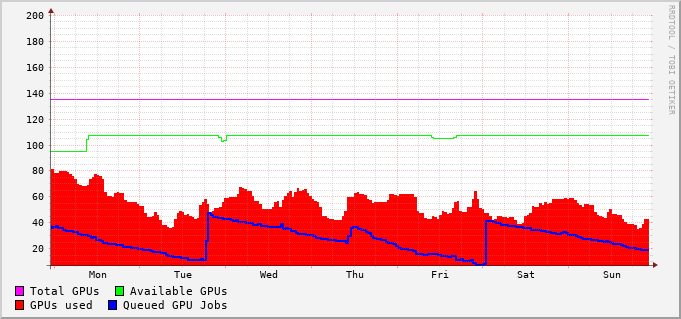 200
180
160
140
120
100
80
60
40
20
Mon Tue Wed Thu Fri Sat Sun
Total GPUs Available GPUs
GPUs used Queued GPU Jobs
RRDTOOL / TOBI OETIKER